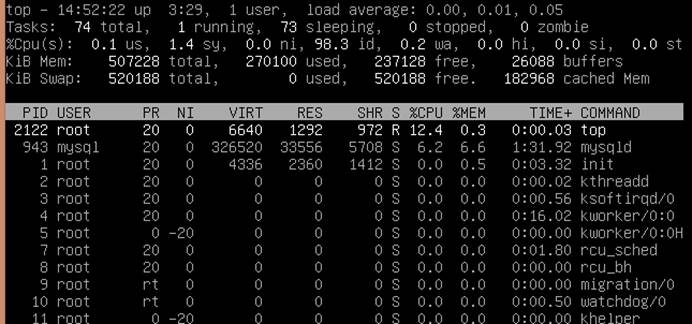 top - 14:52:22 up  3:29,  1 user,  load average: 0.00, 0.01, 0.05
Tasks:  74 total,   1 running,  73 sleeping,   0 stopped,   0 zombie
%Cpu(s):  0.1 us,  1.4 sy,  0.0 ni, 98.3 id,  0.2 wa,  0.0 hi,  0.0 si,  0.0 st
KiB Mem:    507228 total,   270100 used,   237128 free,    26088 buffers
KiB Swap:   520188 total,        0 used,   520188 free.   182968 cached Mem
PID USER      PR  NI    VIRT    RES    SHR S %CPU %MEM     TIME+ COMMAND
2122 root      20   0    6640   1292    972 R 12.4  0.3   0:00.03 top
943 mysql     20   0  326520  33556   5708 S  6.2  6.6   1:31.92 mysqld
1 root      20   0    4336   2360   1412 S  0.0  0.5   0:03.32 init
2 root      20   0       0      0      0 S  0.0  0.0   0:00.02 kthreadd
3 root      20   0       0      0      0 S  0.0  0.0   0:00.56 ksoftirqd/0
4 root      20   0       0      0      0 S  0.0  0.0   0:16.02 kworker/0:0
5 root       0 -20       0      0      0 S  0.0  0.0   0:00.00 kworker/0:0H
7 root      20   0       0      0      0 S  0.0  0.0   0:01.80 rcu_sched
8 root      20   0       0      0      0 S  0.0  0.0   0:00.00 rcu_bh
9 root      rt   0       0      0      0 S  0.0  0.0   0:00.00 migration/0
10 root      rt   0       0      0      0 S  0.0  0.0   0:00.50 watchdog/0
11 root       0 -20       0      0      0 S  0.0  0.0   0:00.00 khelper